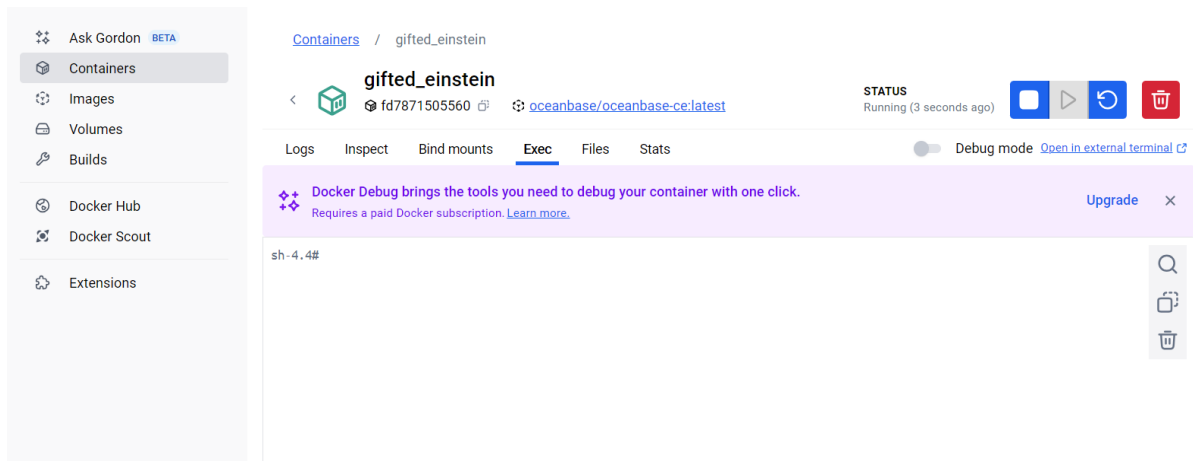 Ask Gordon BETA
Containers
Images
Volumes
Builds
Docker Hub
Docker Scout
Extensions
Containers / gifted_einstein
gifted_einstein
fd7871505560 oceanbase/oceanbase-ce:latest
STATUS
Running (3 seconds ago)
Logs Inspect Bind mounts Exec Files Stats
Debug mode Open in external terminal
Docker Debug brings the tools you need to debug your container with one click.
Requires a paid Docker subscription. Learn more.
Upgrade
sh-4.4#